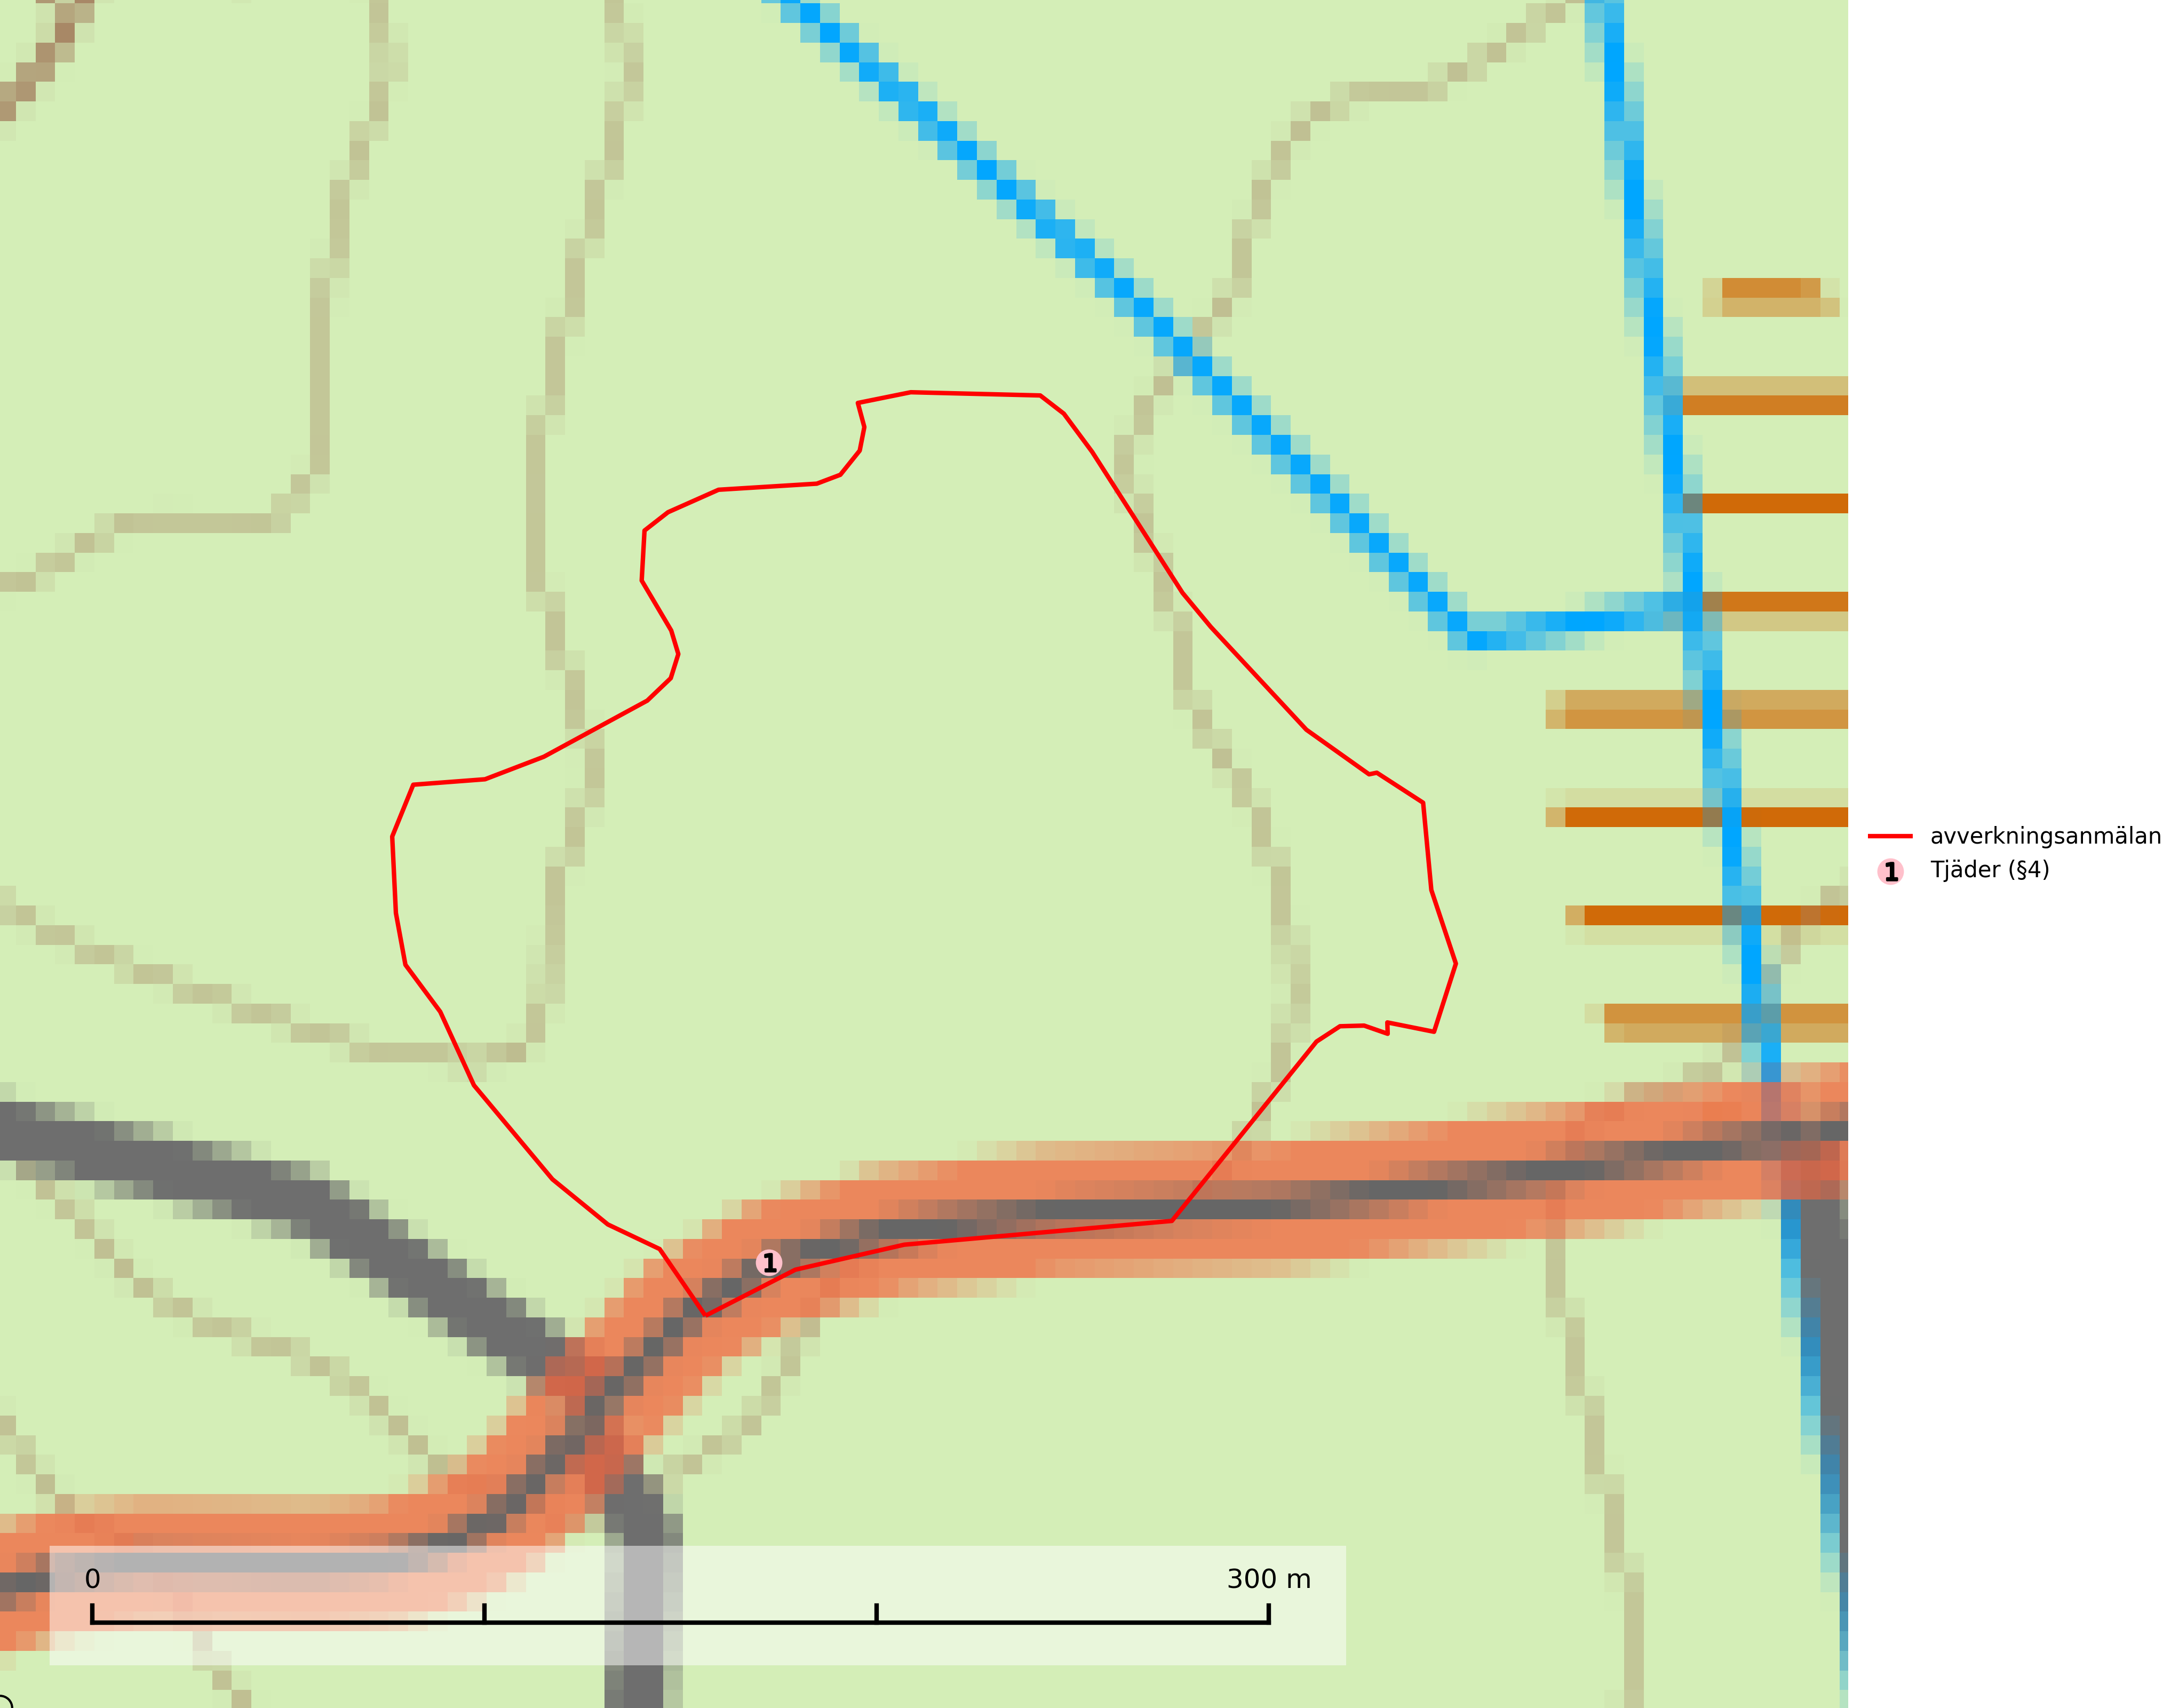 avverkningsanmälan
1 Tjäder (§4)
1
0 300 m